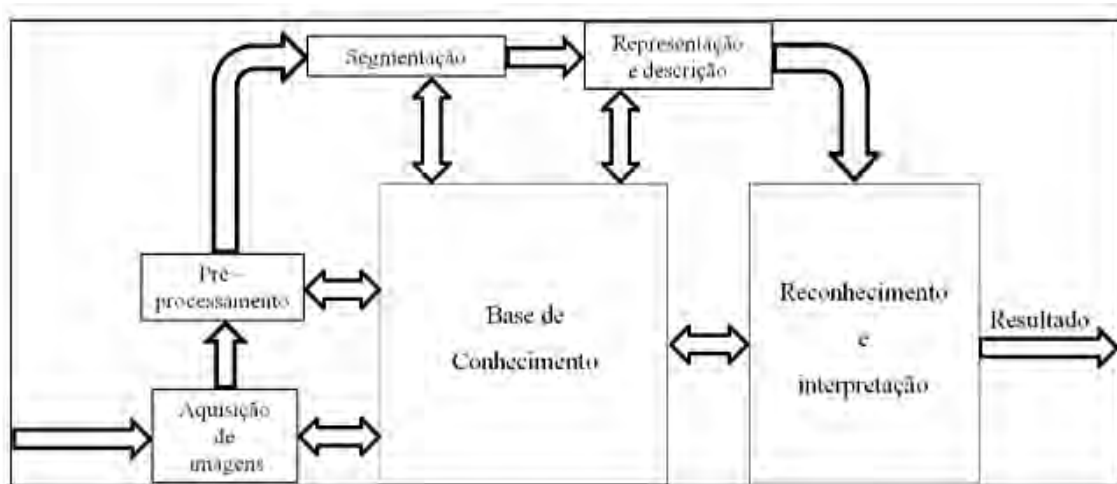 Segmentação
Representação
e descrição
Pré–
processamento
Aquisição
de
imagens
Base de
Conhecimento
Reconhecimento
e
interpretação
Resultado